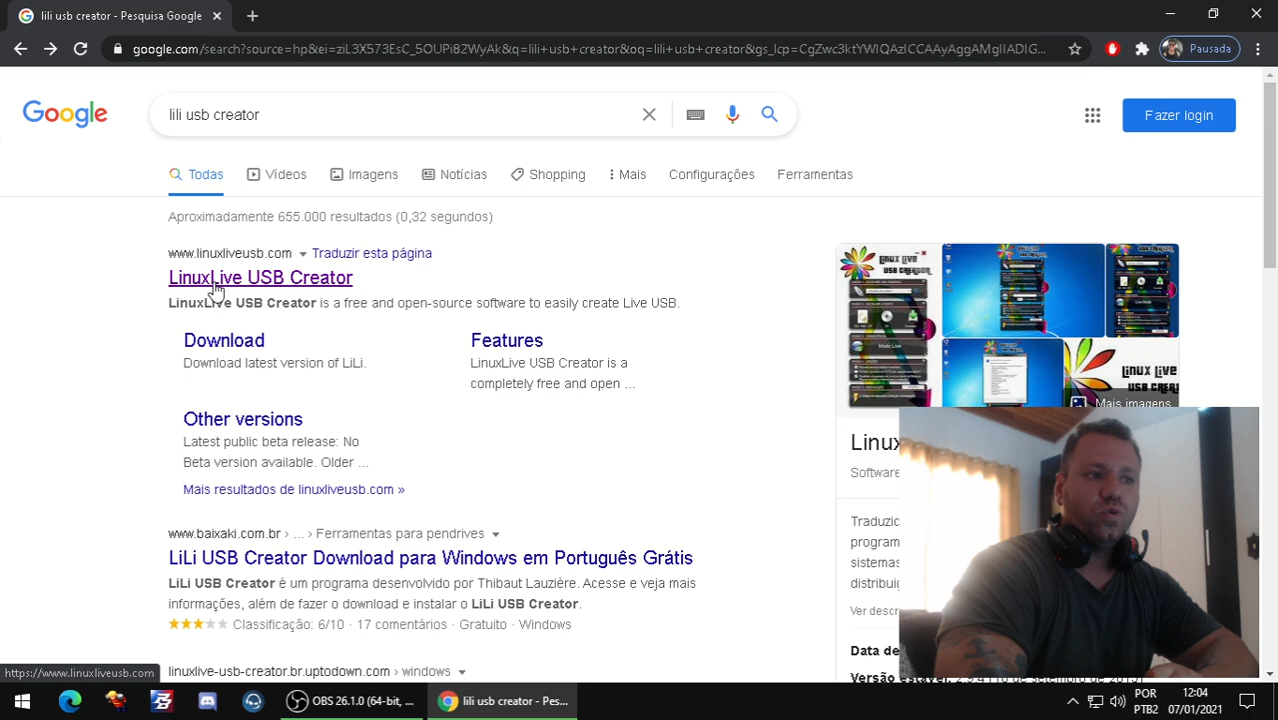 lili usb creator - Pesquisa Google
google.com/search?source=hp&ei=ziL3X573EsC_5OUPi82WyAk&q=lili+usb+creator&oq=lili+usb+creator&gs_lcp=
Pausada
Google
lili usb creator
Fazer login
Todas Vídeos Imagens Notícias Shopping Mais Configurações Ferramentas
Aproximadamente 655.000 resultados (0,32 segundos)
www.linuxliveusb.com Traduzir esta página
LinuxLive USB Creator
LinuxLive USB Creator is a free and open-source software to easily create Live USB.
Download
Download latest version of LiLi.
Features
LinuxLive USB Creator is a
completely free and open ...
Other versions
Latest public beta release: No
Beta version available. Older ...
Mais resultados de linuxliveusb.com »
www.baixaki.com.br › ... › Ferramentas para pendrives
LiLi USB Creator Download para Windows em Português Grátis
LiLi USB Creator é um programa desenvolvido por Thibaut Lauzière. Acesse e veja mais
informações, além de fazer o download e instalar o LiLi USB Creator.
Classificação: 6/10 · 17 comentários · Gratuito · Windows
linuxlive-usb-creator.br.uptodown.com › windows
LINUX LIVE
USB CREATOR
Mais imagens
Linux
Software
Traduzic
program
sistemas
distribuiç
Ver descr
Data de
https://www.linuxliveusb.com
OBS 26.1.0 (64-bit, ...
lili usb creator - Pes...
POR
PTB2
12:04
07/01/2021